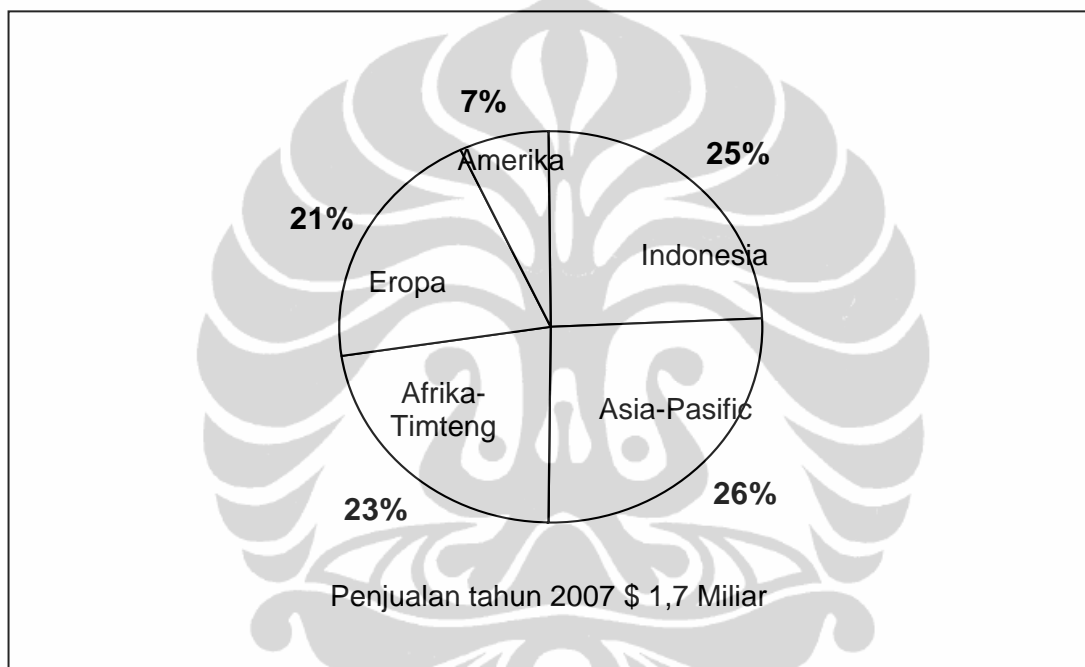 7%
Amerika
25%
21%
Indonesia
Eropa
Afrika-
Timteng
Asia-Pasific
26%
23%
Penjualan tahun 2007 $ 1,7 Miliar